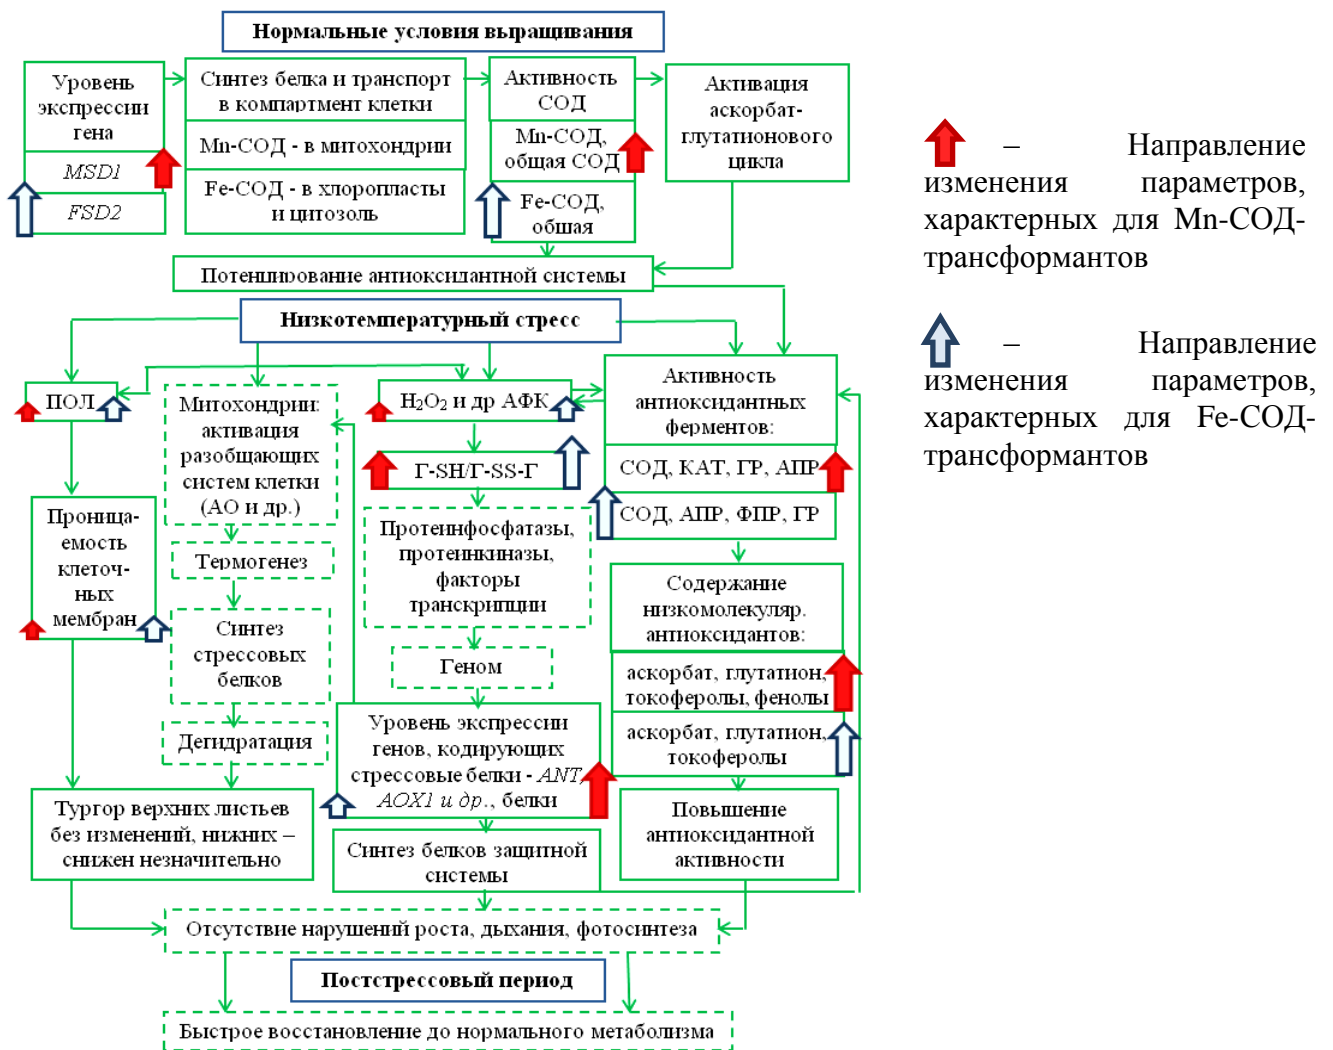 Нормальные условия выращивания
Уровень
экспрессии
гена
MSD1
FSD2
Синтез белка и транспорт
в компартмент клетки
Mn-СОД - в митохондрии
Fe-СОД - в хлоропласты
и цитозоль
Активность
СОД
Mn-СОД,
общая СОД
Fe-СОД,
общая
Активация
аскорбат-
глутатионового
цикла
Потенцирование антиоксидантной системы
Низкотемпературный стресс
ПОЛ
Проница-
емость
клеточ-
ных
мембран
Митохондрии:
активация
разобщающих
систем клетки
(АО и др.)
Термогенез
Синтез
стрессовых
белков
Дегидратация
Тургор верхних листьев
без изменений, нижних –
снижен незначительно
H₂O₂ и др АФК
Г-SH/Г-SS-Г
Протеинфосфатазы,
протеинкиназы,
факторы
транскрипции
Геном
Уровень экспрессии
генов, кодирующих
стрессовые белки - ANT,
AOX1 и др., белки
Синтез белков защитной
системы
Активность
антиоксидантных
ферментов:
СОД, КАТ, ГР, АПР
СОД, АПР, ФПР, ГР
Содержание
низкомолекуляр.
антиоксидантов:
аскорбат, глутатион,
токоферолы, фенолы
аскорбат, глутатион,
токоферолы
Повышение
антиоксидантной
активности
Отсутствие нарушений роста, дыхания, фотосинтеза
Постстрессовый период
Быстрое восстановление до нормального метаболизма
– Направление
изменения параметров,
характерных для Mn-СОД-
трансформантов
– Направление
изменения параметров,
характерных для Fe-СОД-
трансформантов